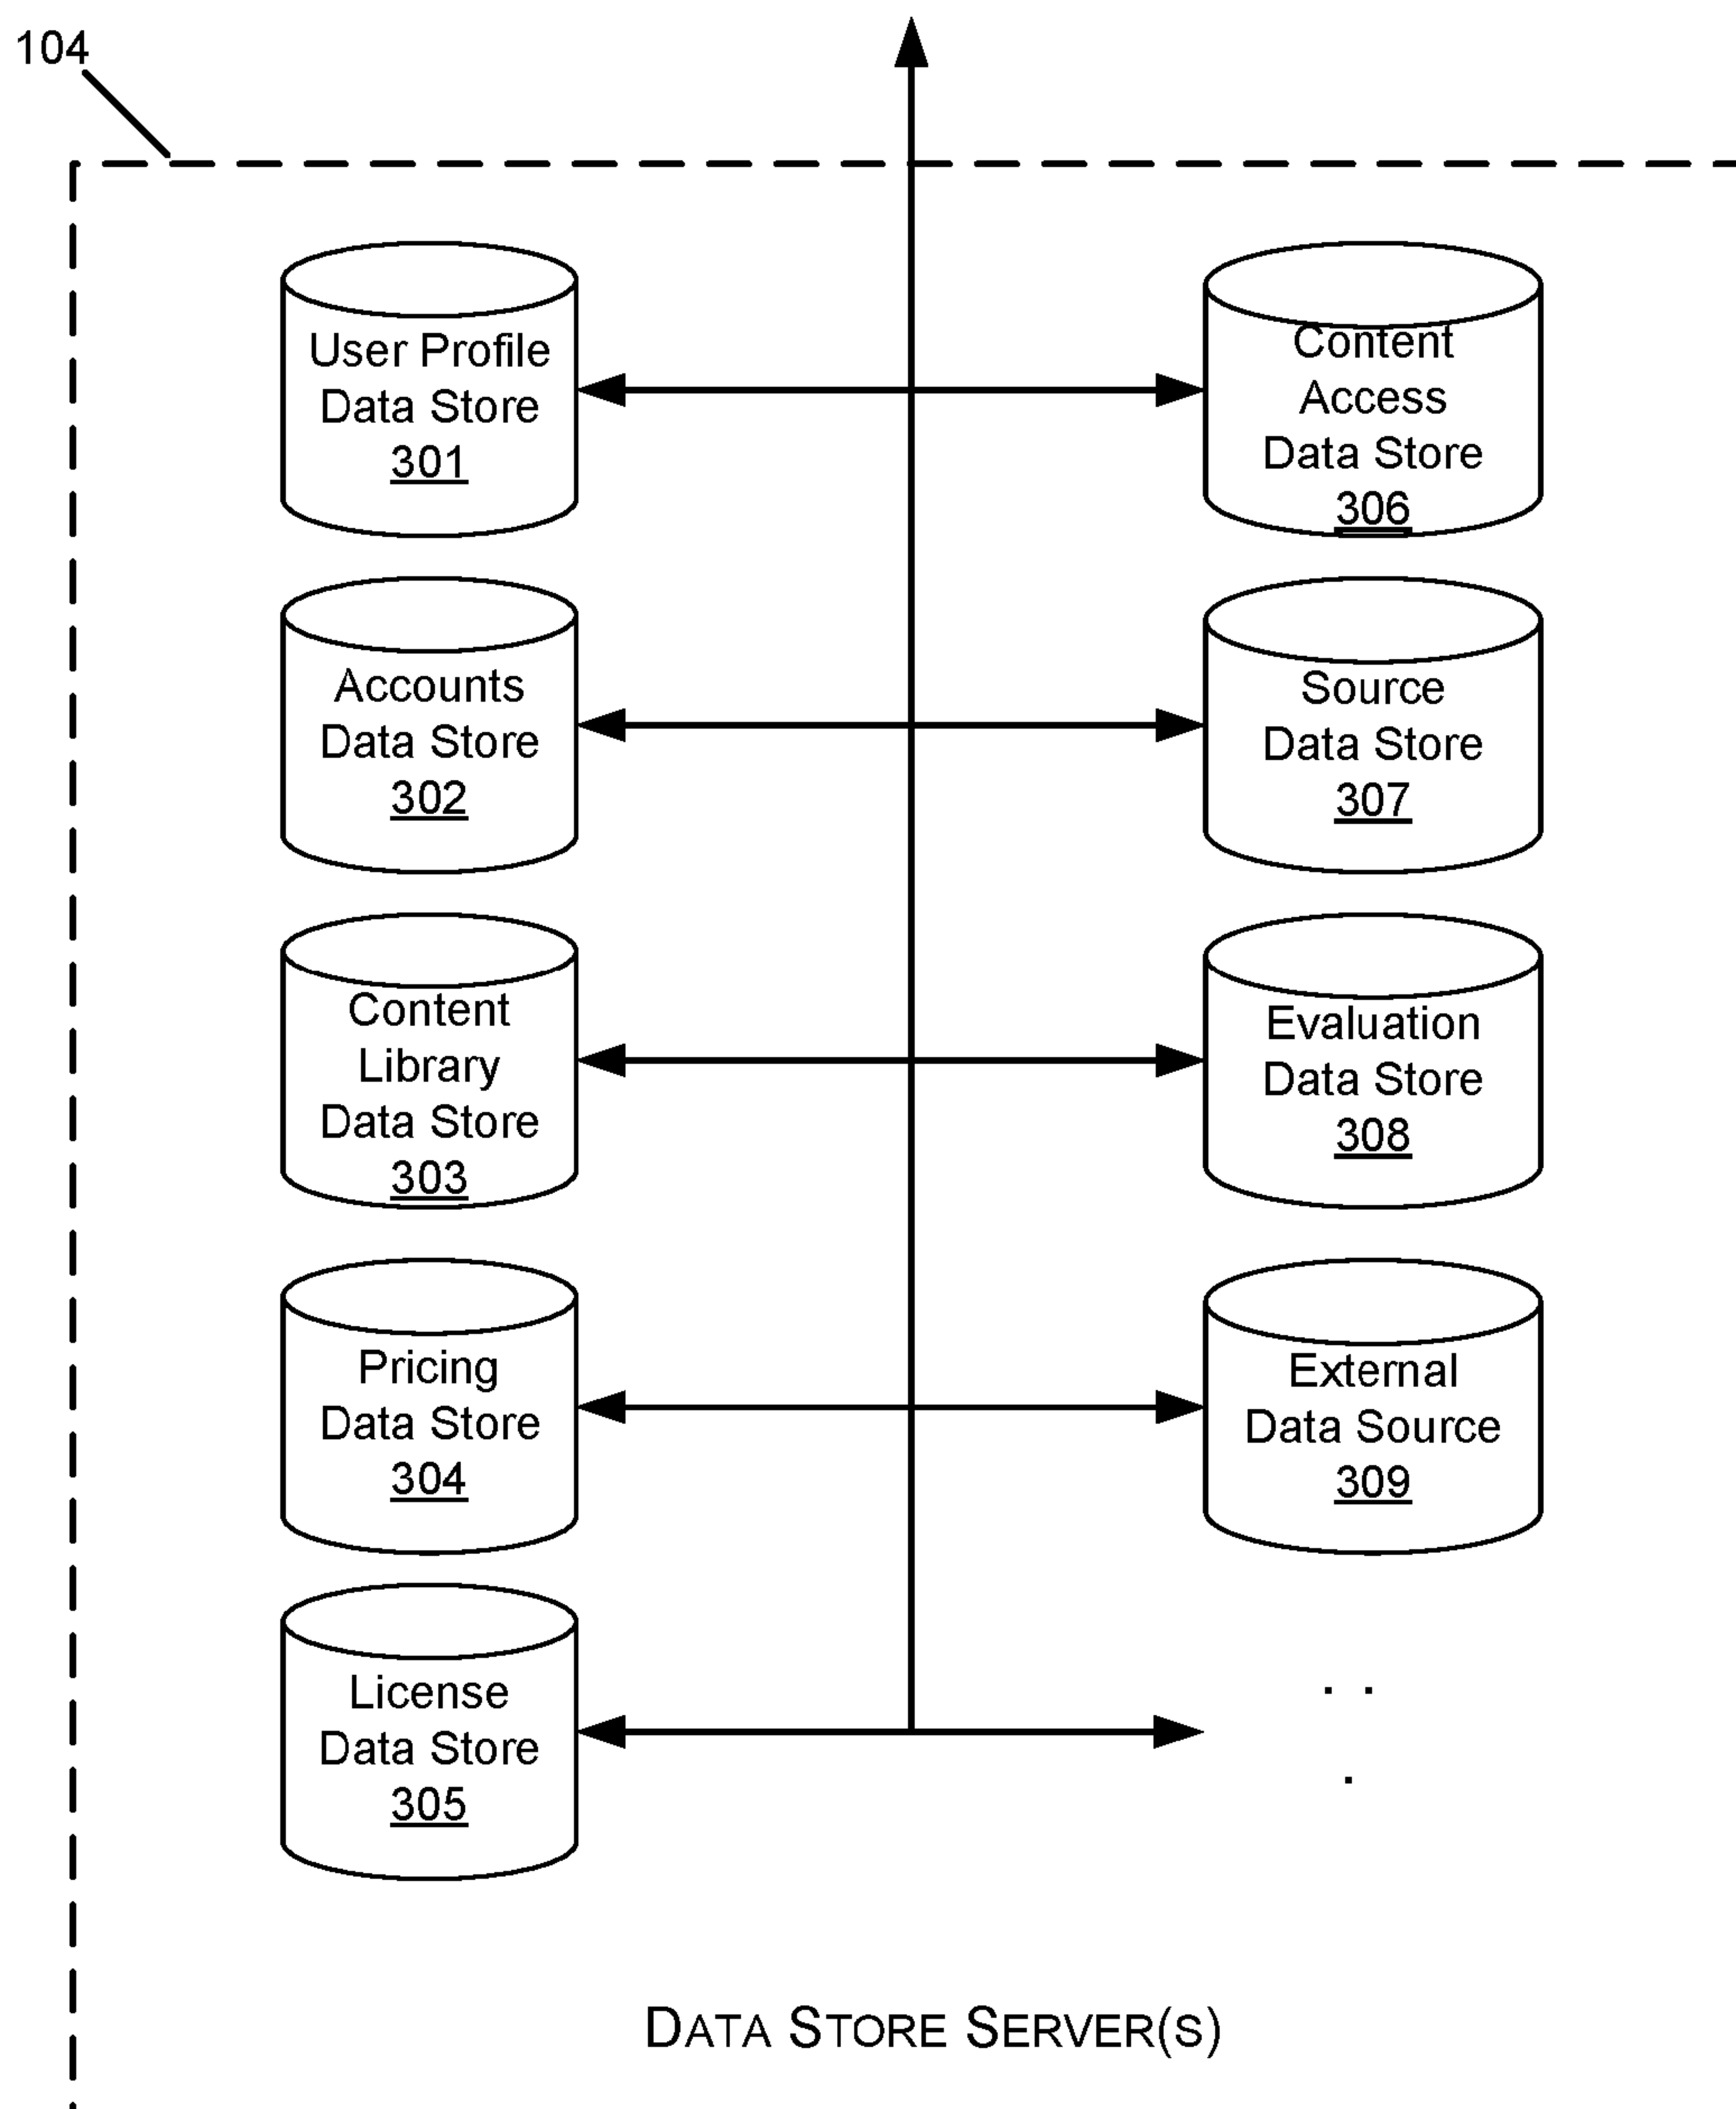 104
User Profile
Data Store
301
Content
Access
Data Store
306
Accounts
Data Store
302
Source
Data Store
307
Content
Library
Data Store
303
Evaluation
Data Store
308
Pricing
Data Store
304
External
Data Source
309
License
Data Store
305
. .
.
DATA STORE SERVER(S)